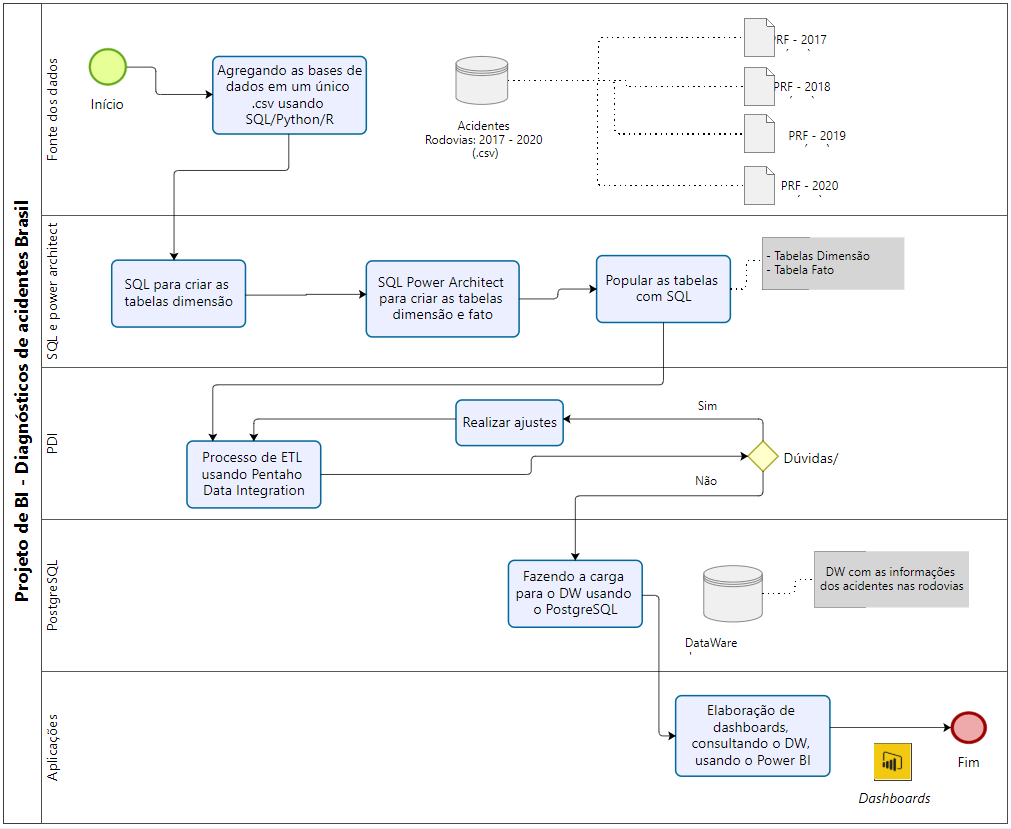 Projeto de BI - Diagnósticos de acidentes Brasil
Fonte dos dados
Início
Agregando as bases de
dados em um único
.csv usando
SQL/Python/R
Acidentes
Rodovias: 2017 - 2020
(.csv)
PRF - 2017
PRF - 2018
PRF - 2019
PRF - 2020
SQL e power architect
SQL para criar as
tabelas dimensão
SQL Power Architect
para criar as tabelas
dimensão e fato
Popular as tabelas
com SQL
- Tabelas Dimensão
- Tabela Fato
PDI
Realizar ajustes
Sim
Processo de ETL
usando Pentaho
Data Integration
Dúvidas/
Não
PostgreSQL
Fazendo a carga
para o DW usando
o PostgreSQL
DataWare
DW com as informações
dos acidentes nas rodovias
Aplicações
Elaboração de
dashboards,
consultando o DW,
usando o Power BI
Fim
Dashboards